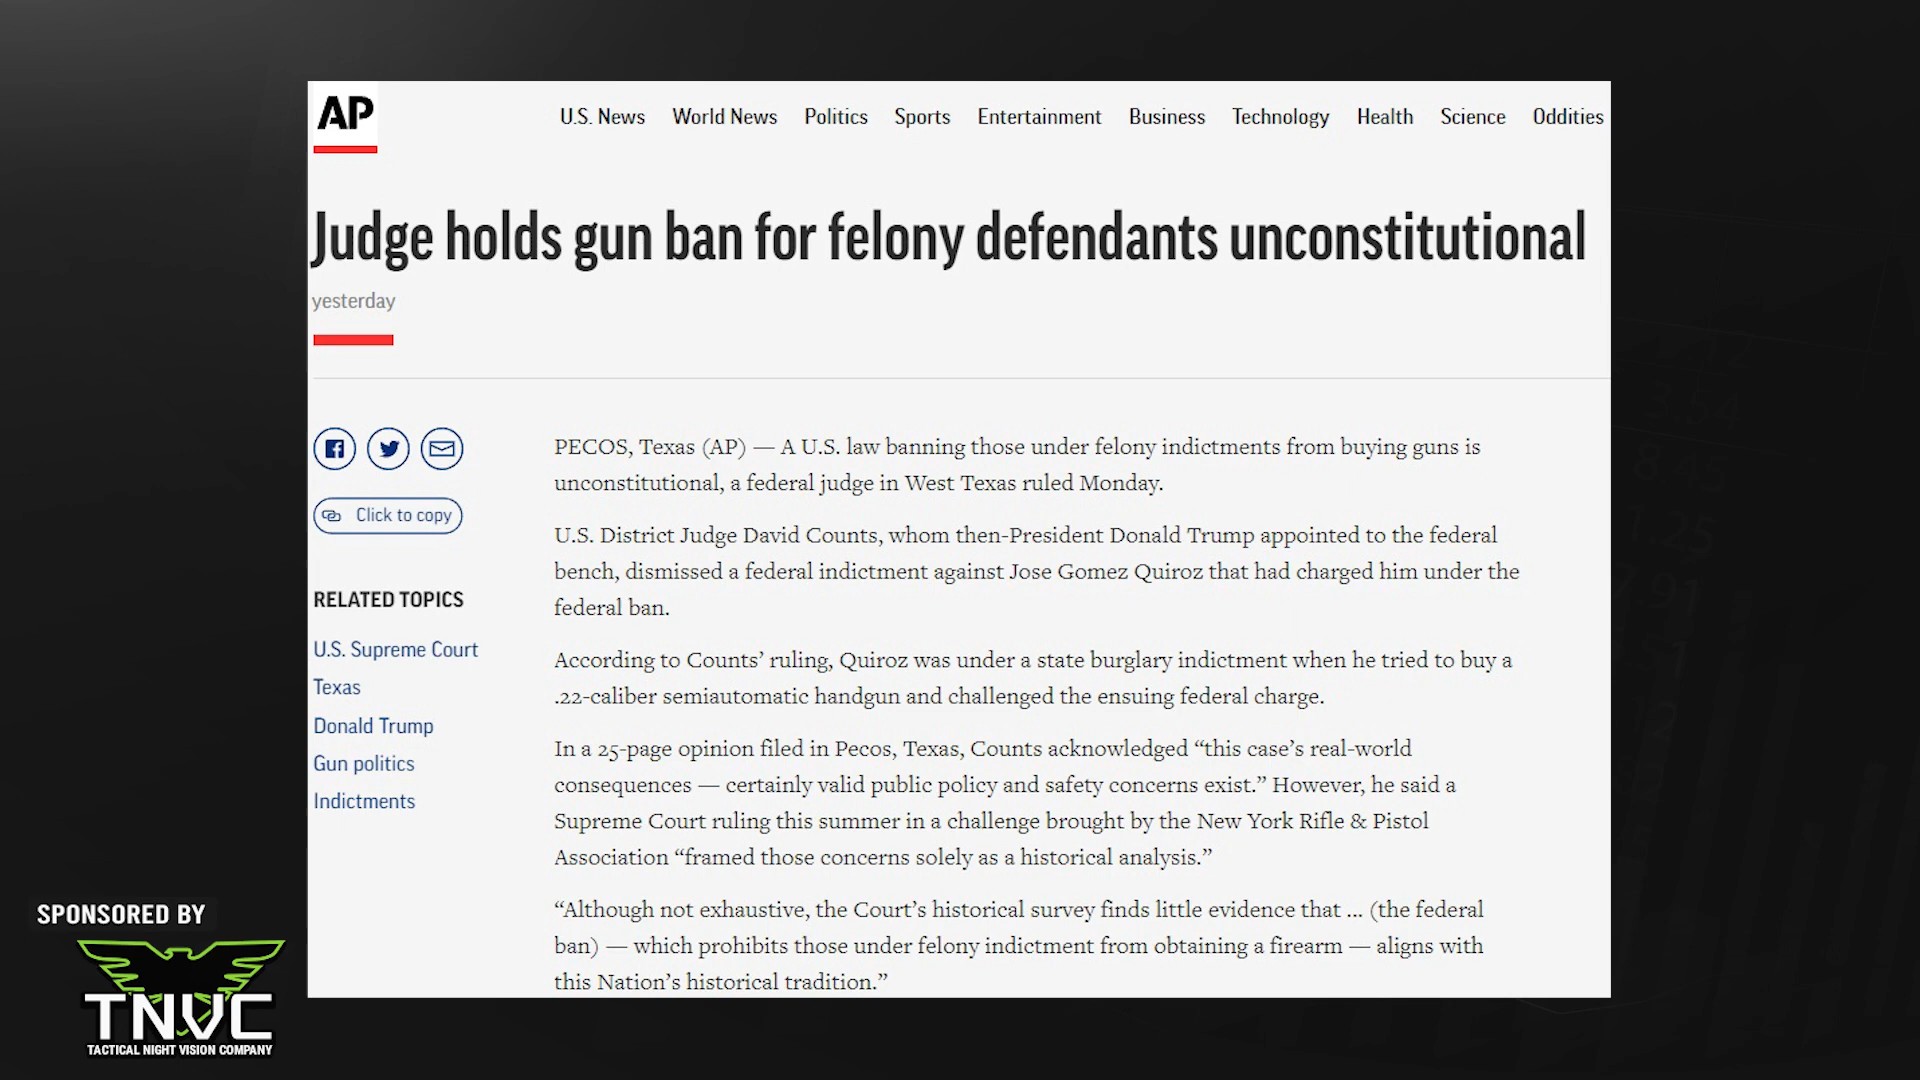 AP
U.S. News World News Politics Sports Entertainment Business Technology Health Science Oddities
Judge holds gun ban for felony defendants unconstitutional
yesterday
Click to copy
RELATED TOPICS
U.S. Supreme Court
Texas
Donald Trump
Gun politics
Indictments
PECOS, Texas (AP) — A U.S. law banning those under felony indictments from buying guns is
unconstitutional, a federal judge in West Texas ruled Monday.
U.S. District Judge David Counts, whom then-President Donald Trump appointed to the federal
bench, dismissed a federal indictment against Jose Gomez Quiroz that had charged him under the
federal ban.
According to Counts’ ruling, Quiroz was under a state burglary indictment when he tried to buy a
.22-caliber semiautomatic handgun and challenged the ensuing federal charge.
In a 25-page opinion filed in Pecos, Texas, Counts acknowledged “this case’s real-world
consequences — certainly valid public policy and safety concerns exist.” However, he said a
Supreme Court ruling this summer in a challenge brought by the New York Rifle & Pistol
Association “framed those concerns solely as a historical analysis.”
“Although not exhaustive, the Court’s historical survey finds little evidence that ... (the federal
ban) — which prohibits those under felony indictment from obtaining a firearm — aligns with
this Nation’s historical tradition.”
SPONSORED BY
TNVC
TACTICAL NIGHT VISION COMPANY